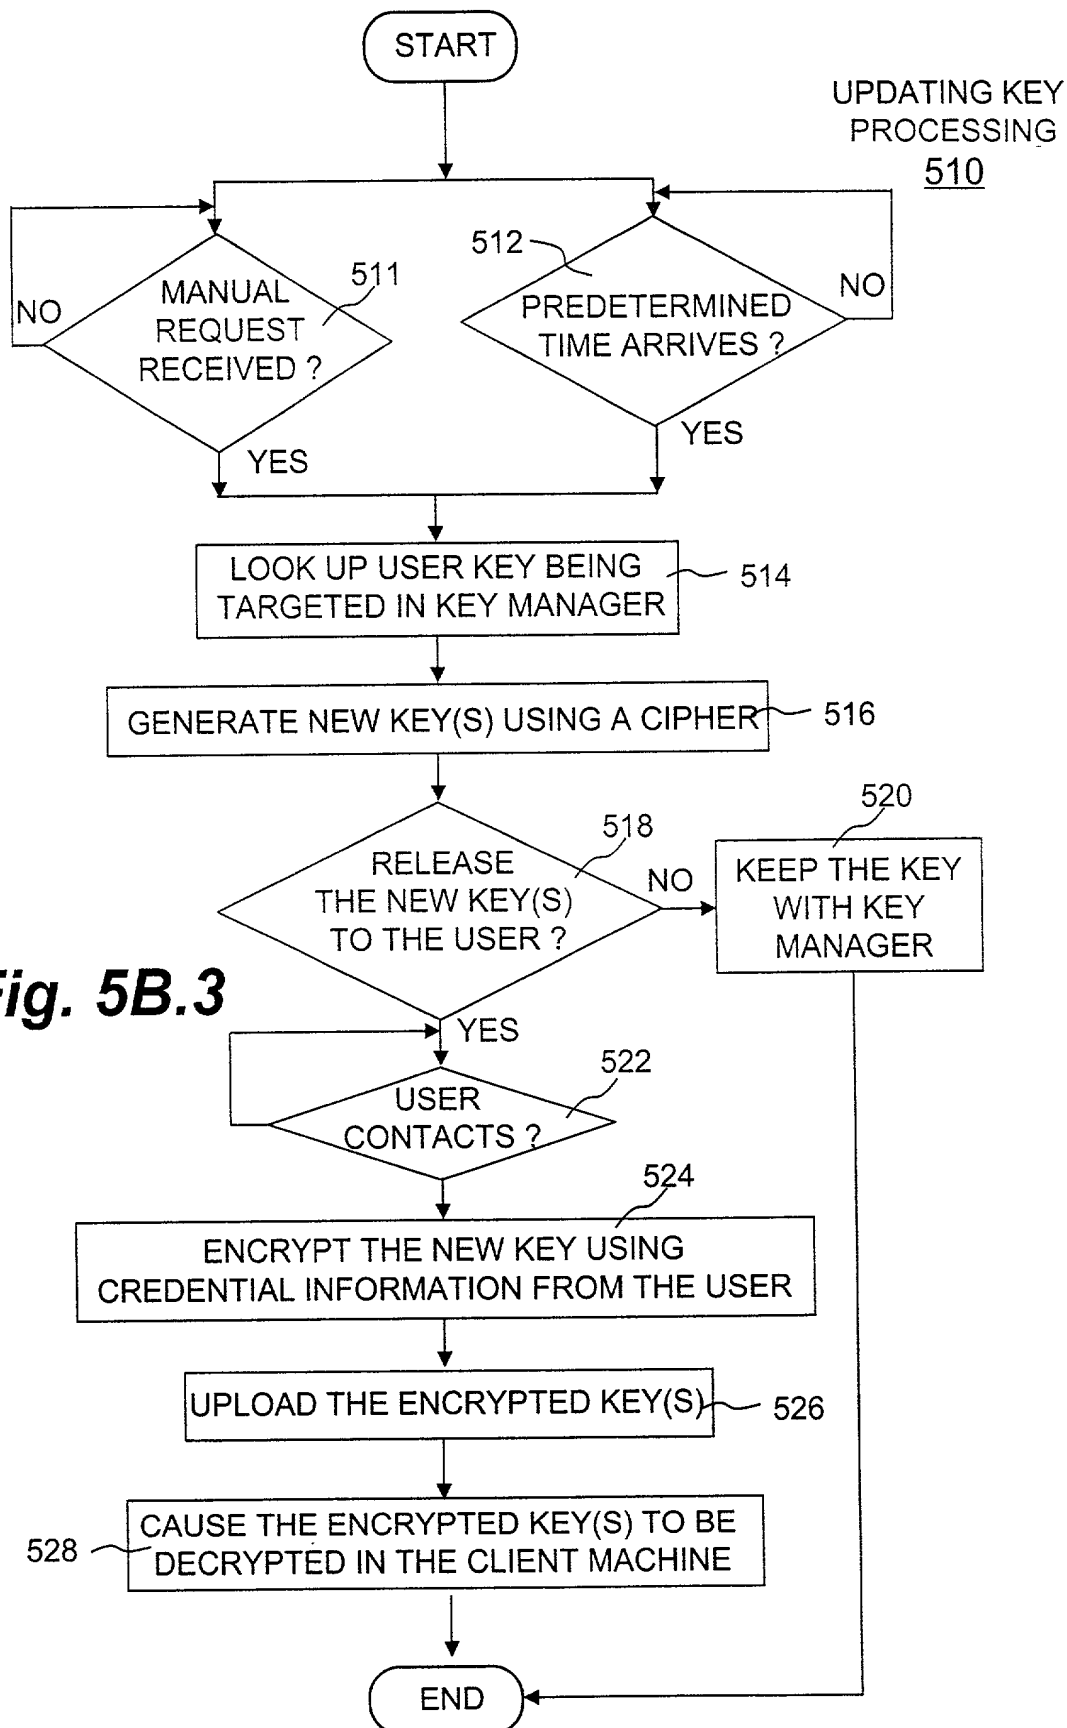 START
UPDATING KEY
PROCESSING
510
511
MANUAL
REQUEST
RECEIVED ?
NO
YES
512
PREDETERMINED
TIME ARRIVES ?
NO
YES
LOOK UP USER KEY BEING
TARGETED IN KEY MANAGER
514
GENERATE NEW KEY(S) USING A CIPHER
516
518
RELEASE
THE NEW KEY(S)
TO THE USER ?
NO
520
KEEP THE KEY
WITH KEY
MANAGER
Fig. 5B.3
YES
522
USER
CONTACTS ?
524
ENCRYPT THE NEW KEY USING
CREDENTIAL INFORMATION FROM THE USER
UPLOAD THE ENCRYPTED KEY(S)
526
528
CAUSE THE ENCRYPTED KEY(S) TO BE
DECRYPTED IN THE CLIENT MACHINE
END